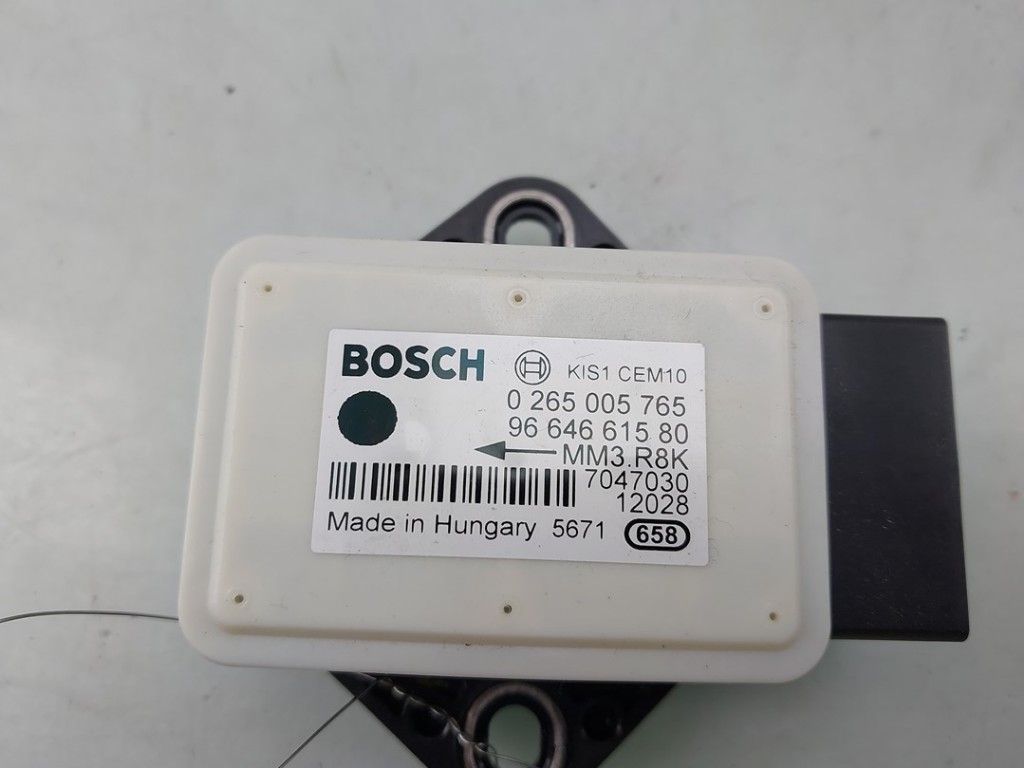 BOSCH KIS1 CEM10
0 265 005 765
96 646 615 80
MM3.R8K
7047030
12028
Made in Hungary 5671 658